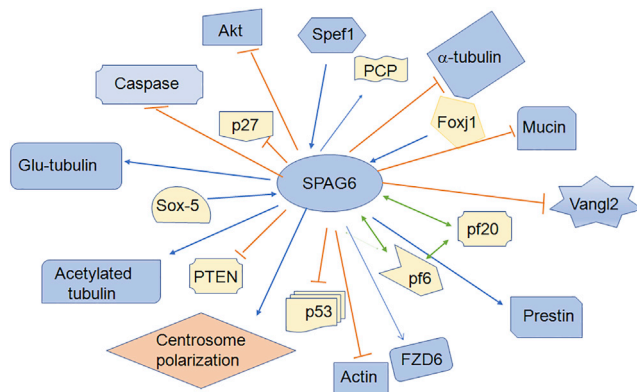 Akt
Spef1
α-tubulin
PCP
Caspase
p27
Foxj1
Mucin
Glu-tubulin
SPAG6
Sox-5
Vangl2
pf20
Acetylated
tubulin
PTEN
pf6
p53
Prestin
Centrosome
polarization
Actin
FZD6